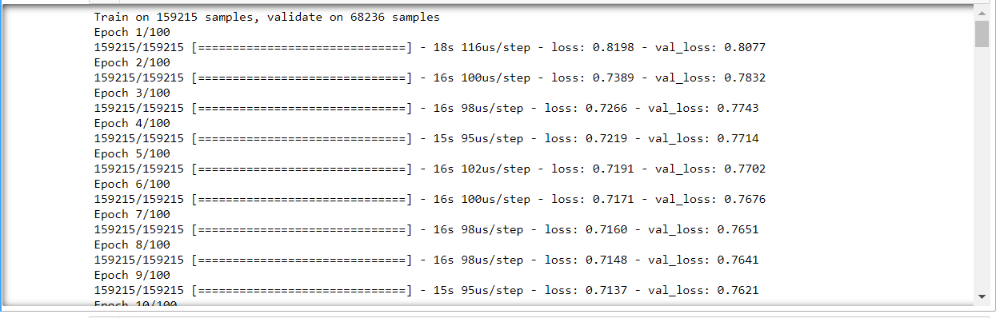 Train on 159215 samples, validate on 68236 samples
Epoch 1/100
159215/159215 [==============================] - 18s 116us/step - loss: 0.8198 - val_loss: 0.8077
Epoch 2/100
159215/159215 [==============================] - 16s 100us/step - loss: 0.7389 - val_loss: 0.7832
Epoch 3/100
159215/159215 [==============================] - 16s 98us/step - loss: 0.7266 - val_loss: 0.7743
Epoch 4/100
159215/159215 [==============================] - 15s 95us/step - loss: 0.7219 - val_loss: 0.7714
Epoch 5/100
159215/159215 [==============================] - 16s 102us/step - loss: 0.7191 - val_loss: 0.7702
Epoch 6/100
159215/159215 [==============================] - 16s 100us/step - loss: 0.7171 - val_loss: 0.7676
Epoch 7/100
159215/159215 [==============================] - 16s 98us/step - loss: 0.7160 - val_loss: 0.7651
Epoch 8/100
159215/159215 [==============================] - 16s 98us/step - loss: 0.7148 - val_loss: 0.7641
Epoch 9/100
159215/159215 [==============================] - 15s 95us/step - loss: 0.7137 - val_loss: 0.7621
Epoch 10/100